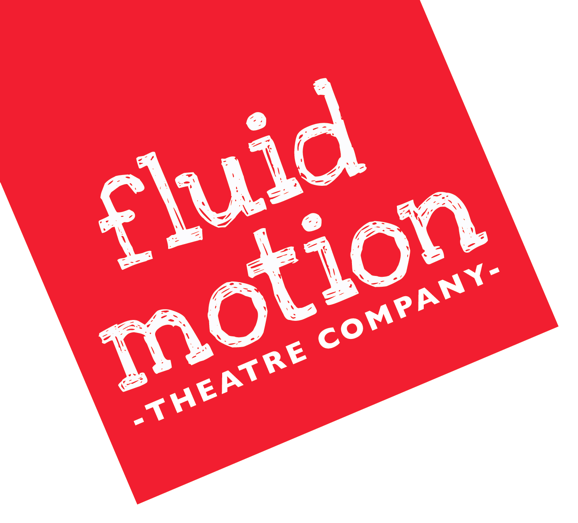 fluid
motion
-THEATRE COMPANY-